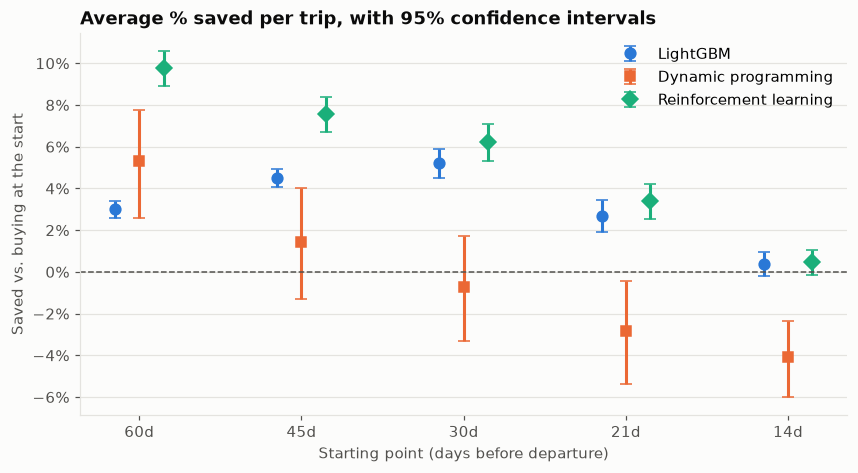 Average % saved per trip, with 95% confidence intervals
LightGBM
Dynamic programming
Reinforcement learning
Saved vs. buying at the start
10%
8%
6%
4%
2%
0%
−2%
−4%
−6%
60d
45d
30d
21d
14d
Starting point (days before departure)